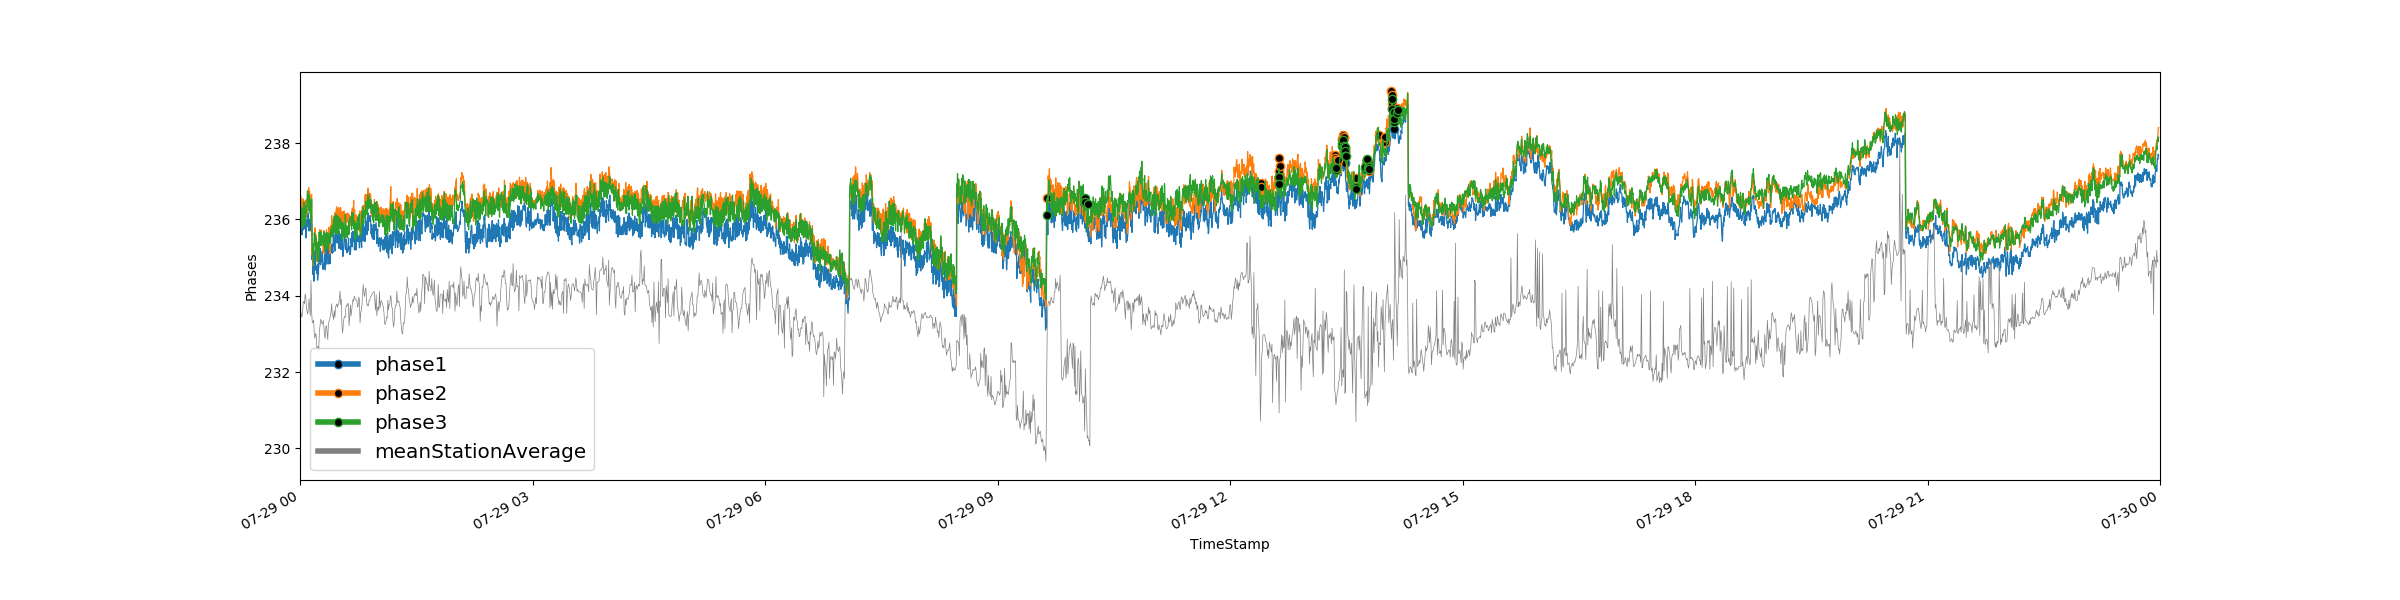 238
236
234
232
230
Phases
phase1
phase2
phase3
meanStationAverage
07-29 00
07-29 03
07-29 06
07-29 09
07-29 12
07-29 15
07-29 18
07-29 21
07-30 00
TimeStamp